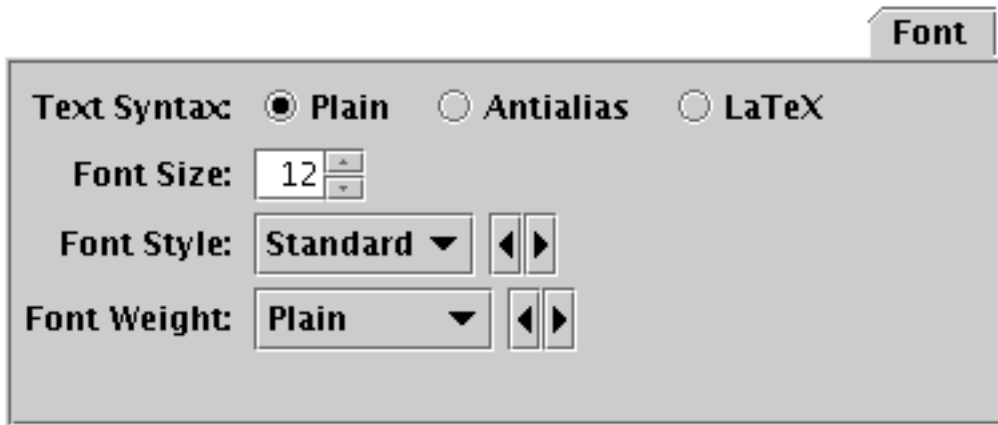 Font
Text Syntax: Plain Antialias LaTeX
Font Size: 12
Font Style: Standard
Font Weight: Plain